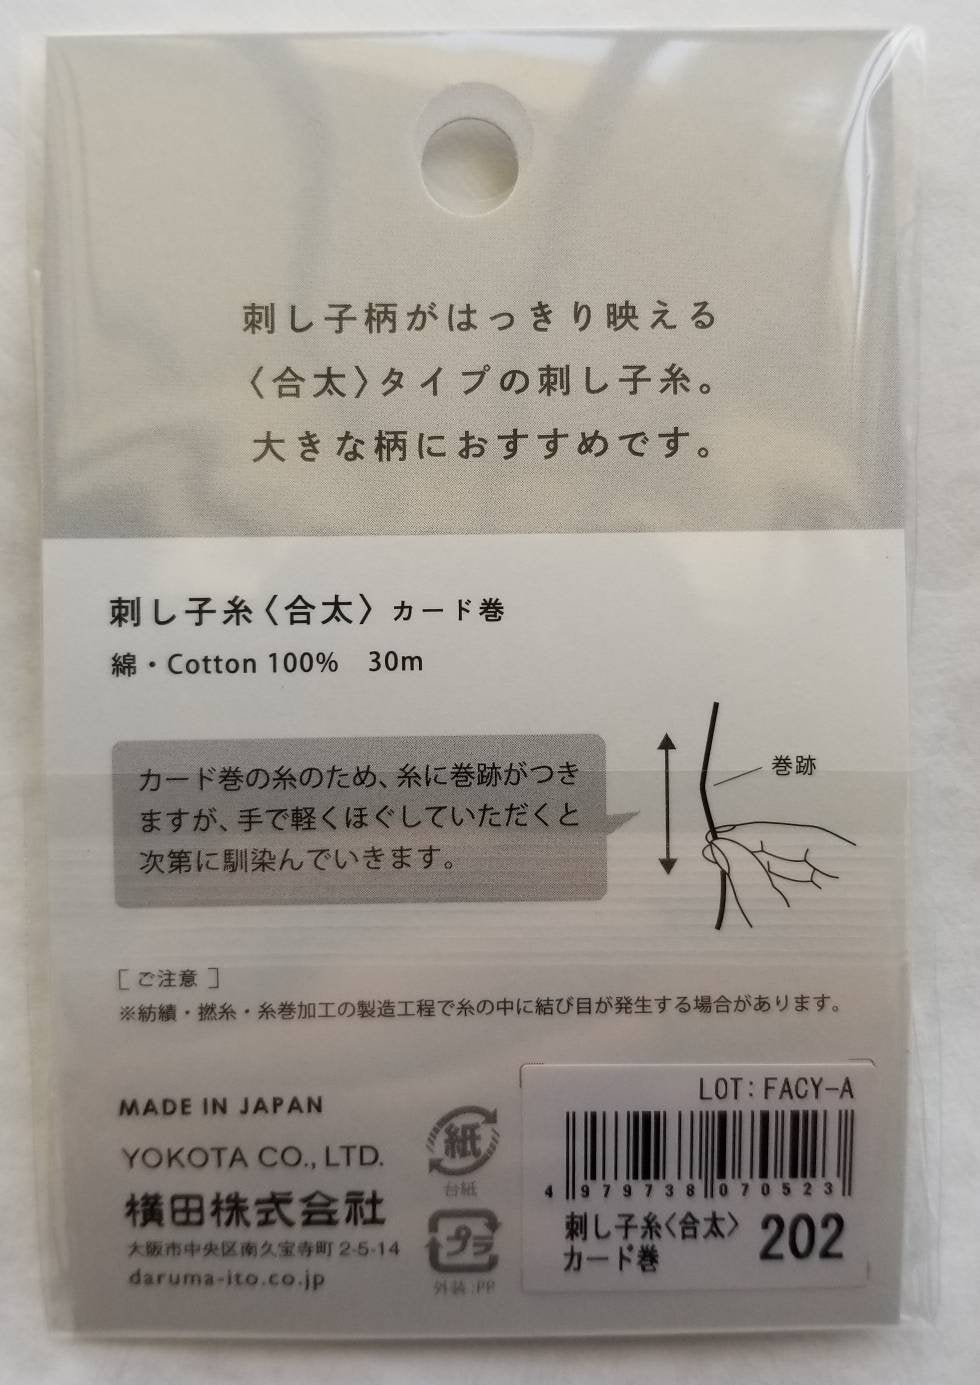 刺し子柄がはっきり映える
〈合太〉タイプの刺し子糸。
大きな柄におすすめです。
刺し子糸〈合太〉カード巻
綿・Cotton 100% 30m
カード巻の糸のため、糸に巻跡がつき
ますが、手で軽くほぐしていただくと
次第に馴染んでいきます。
巻跡
［ご注意］
※紡績・撚糸・糸巻加工の製造工程で糸の中に結び目が発生する場合があります。
MADE IN JAPAN
YOKOTA CO., LTD.
横田株式会社
大阪市中央区南久宝寺町 2-5-14
daruma-ito.co.jp
紙
台紙
プラ
外装:PP
LOT:FACY-A
4 979738 070523
刺し子糸〈合太〉
カード巻
202